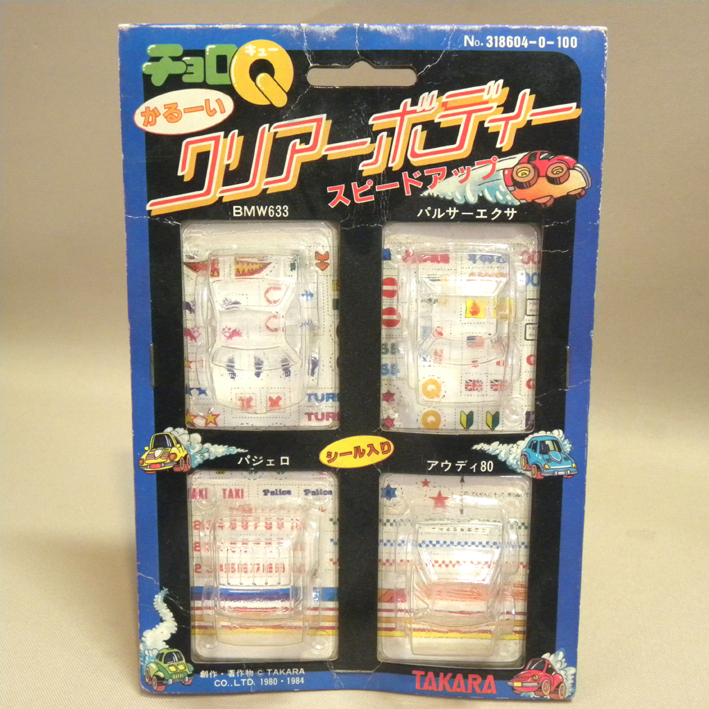 No. 318604-0-100
チョロQ
キュー
かるーい
クリアーボディー
スピードアップ
BMW633
パルサーエクサ
TURB
パジェロ
シール入り
アウディ80
TAXI TAXI Police Police
創作・著作物 © TAKARA
CO.,LTD. 1980・1984
TAKARA